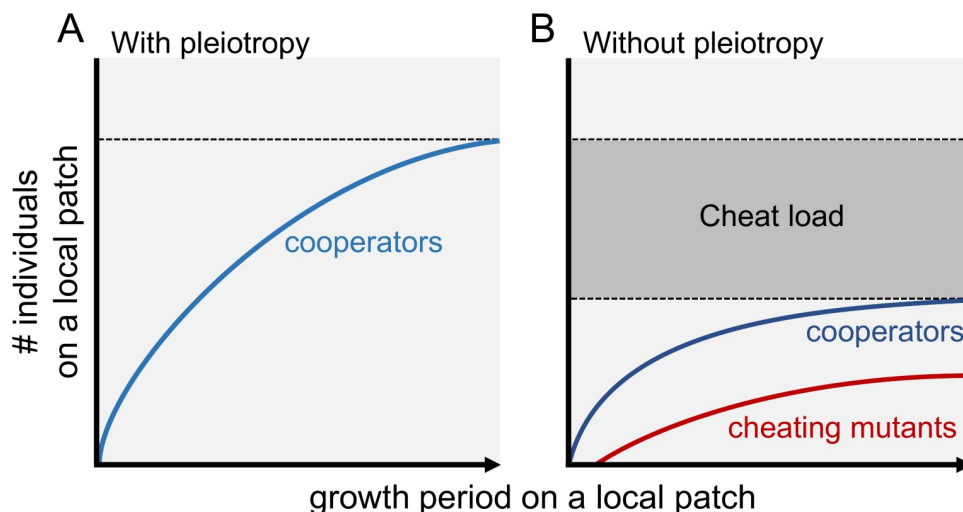 A
With pleiotropy
B
Without pleiotropy
# individuals
on a local patch
cooperators
Cheat load
cooperators
cheating mutants
growth period on a local patch